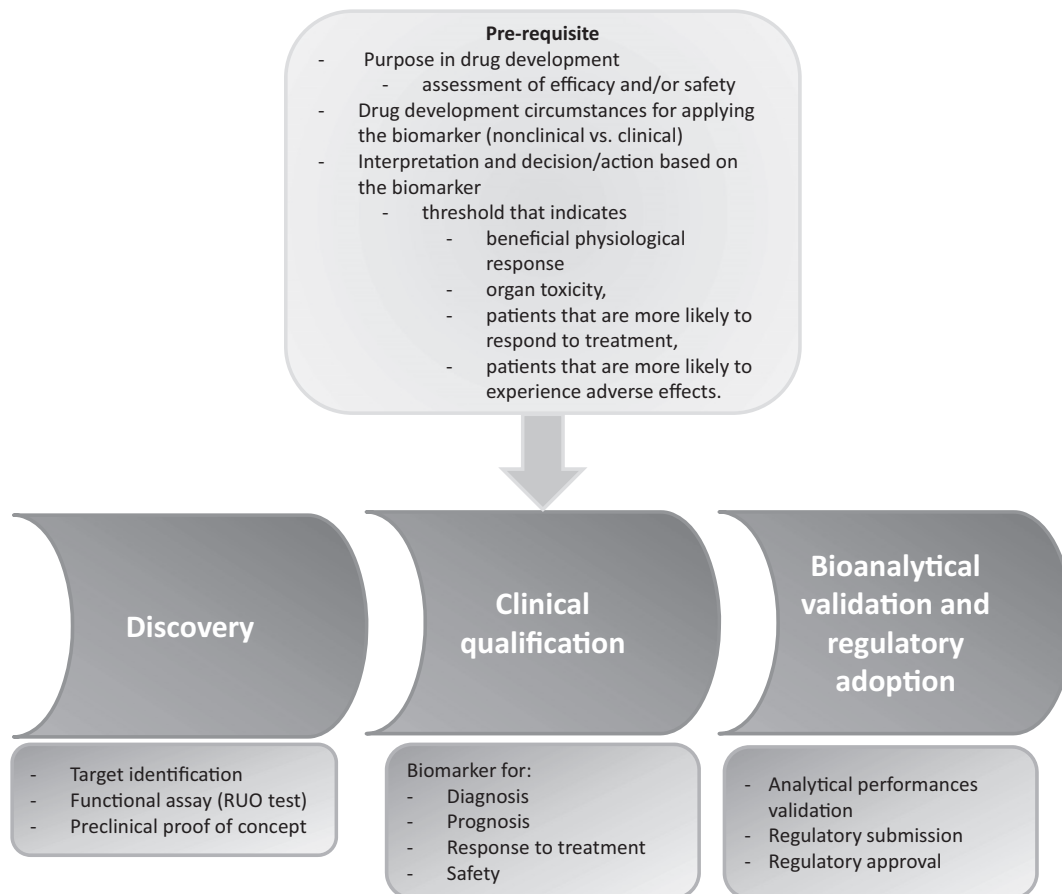 Pre-requisite
- Purpose in drug development
- assessment of efficacy and/or safety
- Drug development circumstances for applying
the biomarker (nonclinical vs. clinical)
- Interpretation and decision/action based on
the biomarker
- threshold that indicates
- beneficial physiological
response
- organ toxicity,
- patients that are more likely to
respond to treatment,
- patients that are more likely to
experience adverse effects.
Discovery
- Target identification
- Functional assay (RUO test)
- Preclinical proof of concept
Clinical
qualification
Biomarker for:
- Diagnosis
- Prognosis
- Response to treatment
- Safety
Bioanalytical
validation and
regulatory
adoption
- Analytical performances
validation
- Regulatory submission
- Regulatory approval